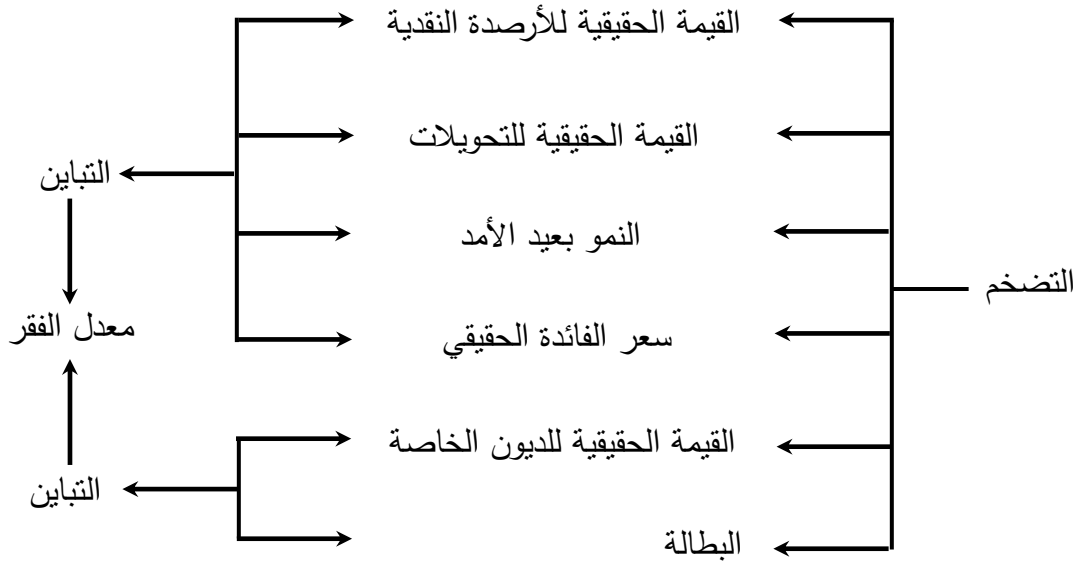 القيمة الحقيقية للأرصدة النقدية
القيمة الحقيقية للتحويلات
التباين
النمو بعيد الأمد
التضخم
معدل الفقر
سعر الفائدة الحقيقي
القيمة الحقيقية للديون الخاصة
التباين
البطالة